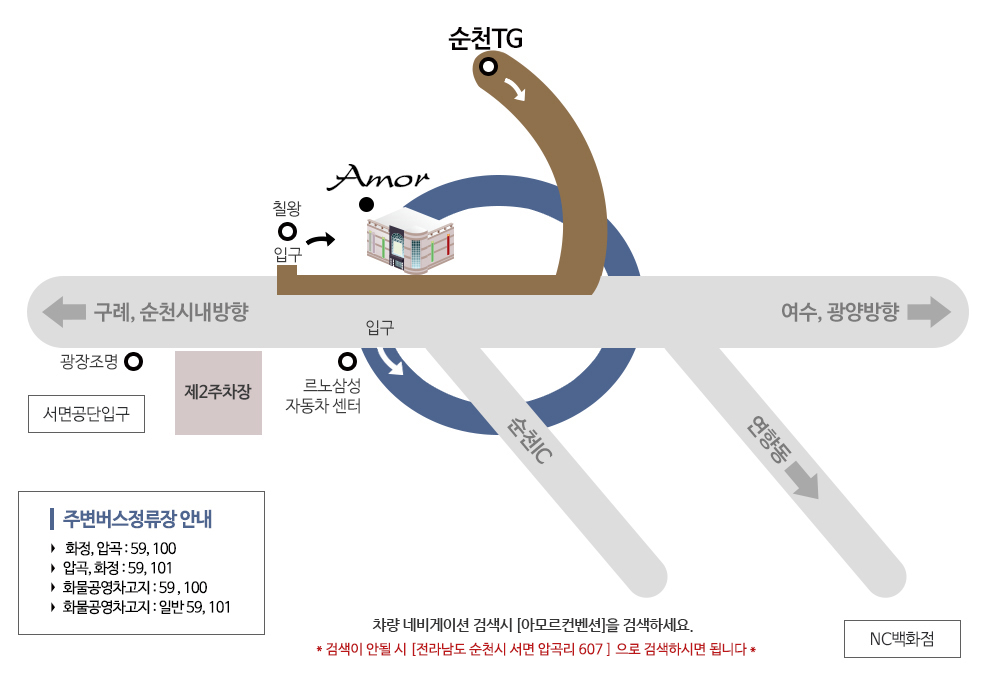 순천TG
Amor
칠왕
입구
구례, 순천시내방향
여수, 광양방향
입구
광장조명
제2주차장
르노삼성
자동차 센터
서면공단입구
순천IC
연향동
주변버스정류장 안내
화정, 압곡 : 59, 100
압곡, 화정 : 59, 101
화물공영차고지 : 59 , 100
화물공영차고지 : 일반 59, 101
차량 네비게이션 검색시 [아모르컨벤션]을 검색하세요.
* 검색이 안될 시 [전라남도 순천시 서면 압곡리 607 ] 으로 검색하시면 됩니다 *
NC백화점